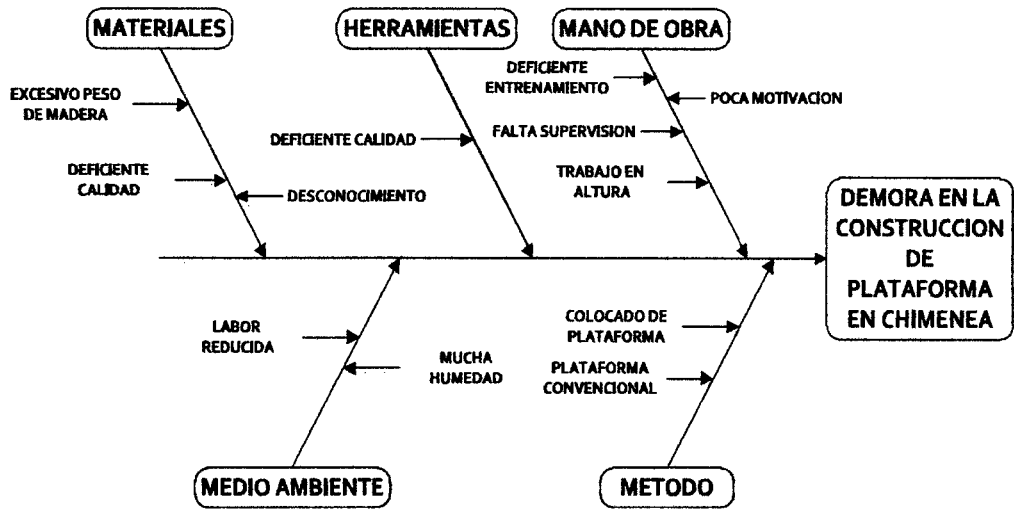 MATERIALES
HERRAMIENTAS
MANO DE OBRA
EXCESIVO PESO
DE MADERA
DEFICIENTE
CALIDAD
DESCONOCIMIENTO
DEFICIENTE CALIDAD
DEFICIENTE
ENTRENAMIENTO
POCA MOTIVACION
FALTA SUPERVISION
TRABAJO EN
ALTURA
DEMORA EN LA
CONSTRUCCION
DE
PLATAFORMA
EN CHIMENEA
LABOR
REDUCIDA
MUCHA
HUMEDAD
COLOCADO DE
PLATAFORMA
PLATAFORMA
CONVENCIONAL
MEDIO AMBIENTE
METODO